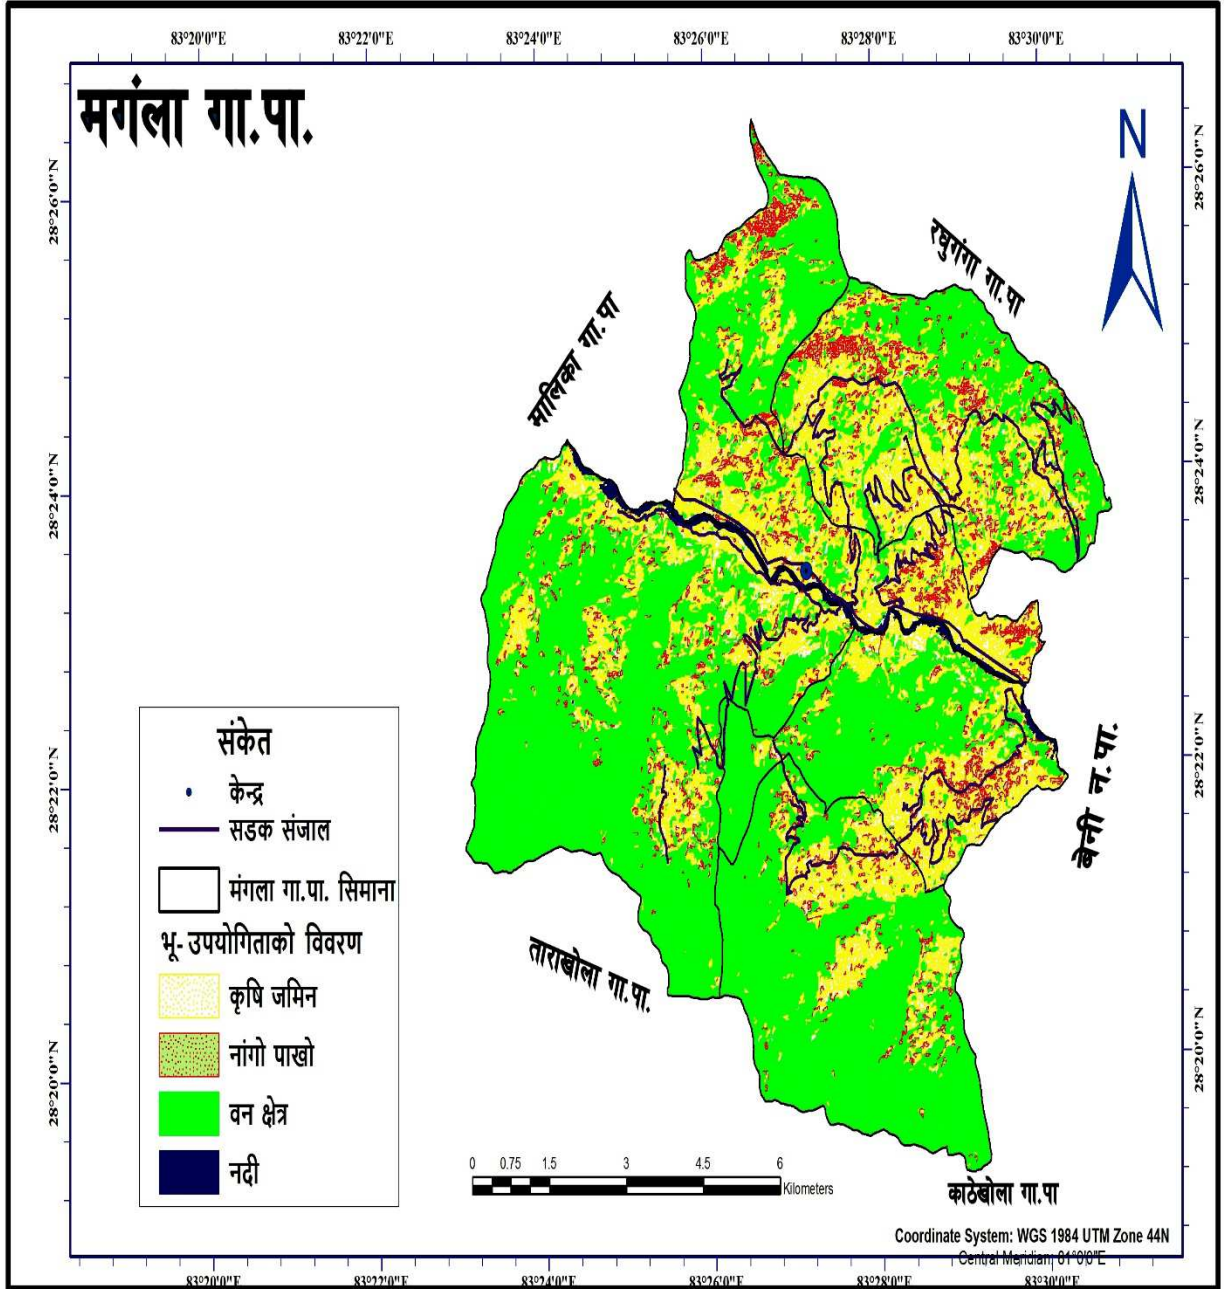 83°20'0"E 83°22'0"E 83°24'0"E 83°26'0"E 83°28'0"E 83°30'0"E
मगंला गा.पा.
N
28°26'0"N
28°26'0"N
रघुगंगा गा.पा
मालिका गा.पा
28°24'0"N
28°24'0"N
संकेत
केन्द्र
सडक संजाल
मंगला गा.पा. सिमाना
भू- उपयोगिताको विवरण
कृषि जमिन
नांगो पाखो
वन क्षेत्र
नदी
28°22'0"N
28°22'0"N
बेनी न.पा.
ताराखोला गा.पा.
28°20'0"N
28°20'0"N
0 0.75 1.5 3 4.5 6
Kilometers
काठेखोला गा.पा
Coordinate System: WGS 1984 UTM Zone 44N
Central Meridian: 81°0'0"E
83°20'0"E 83°22'0"E 83°24'0"E 83°26'0"E 83°28'0"E 83°30'0"E